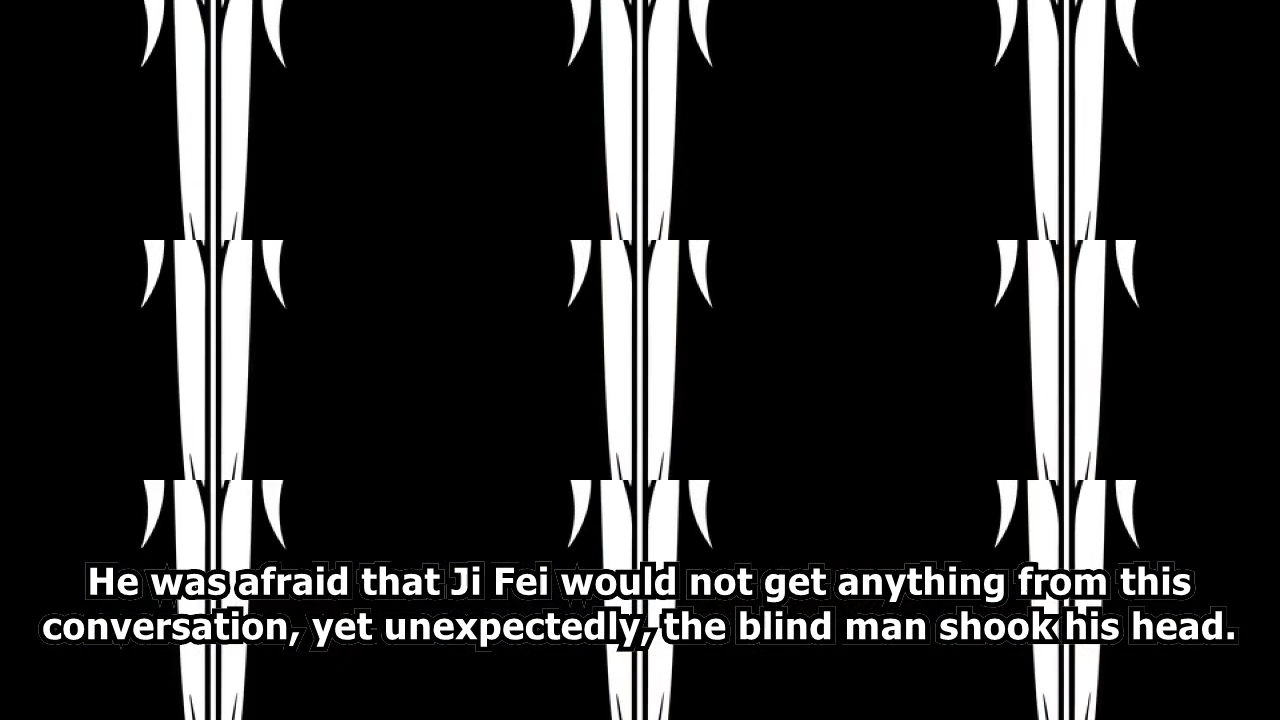 He was afraid that Ji Fei would not get anything from this
conversation, yet unexpectedly, the blind man shook his head.